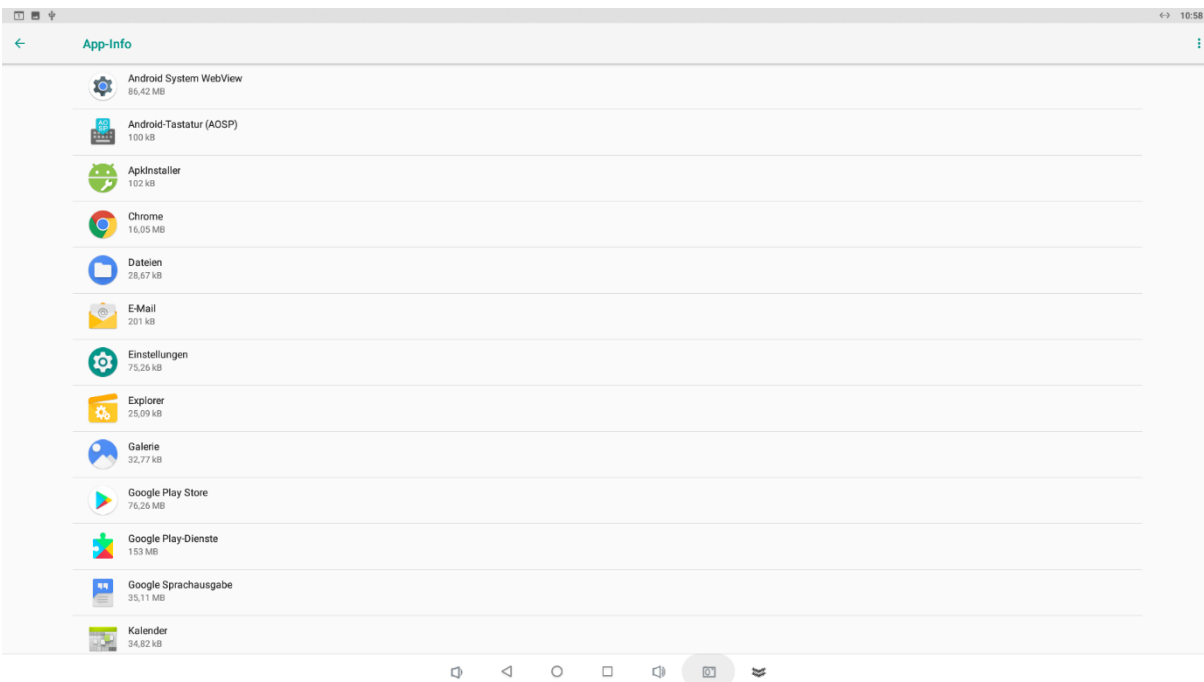 10:58
App-Info
Android System WebView
86,42 MB
Android-Tastatur (AOSP)
100 kB
ApkInstaller
102 kB
Chrome
16,05 MB
Dateien
28,67 kB
E-Mail
201 kB
Einstellungen
75,26 kB
Explorer
25,09 kB
Galerie
32,77 kB
Google Play Store
76,26 MB
Google Play-Dienste
153 MB
Google Sprachausgabe
35,11 MB
Kalender
34,82 kB